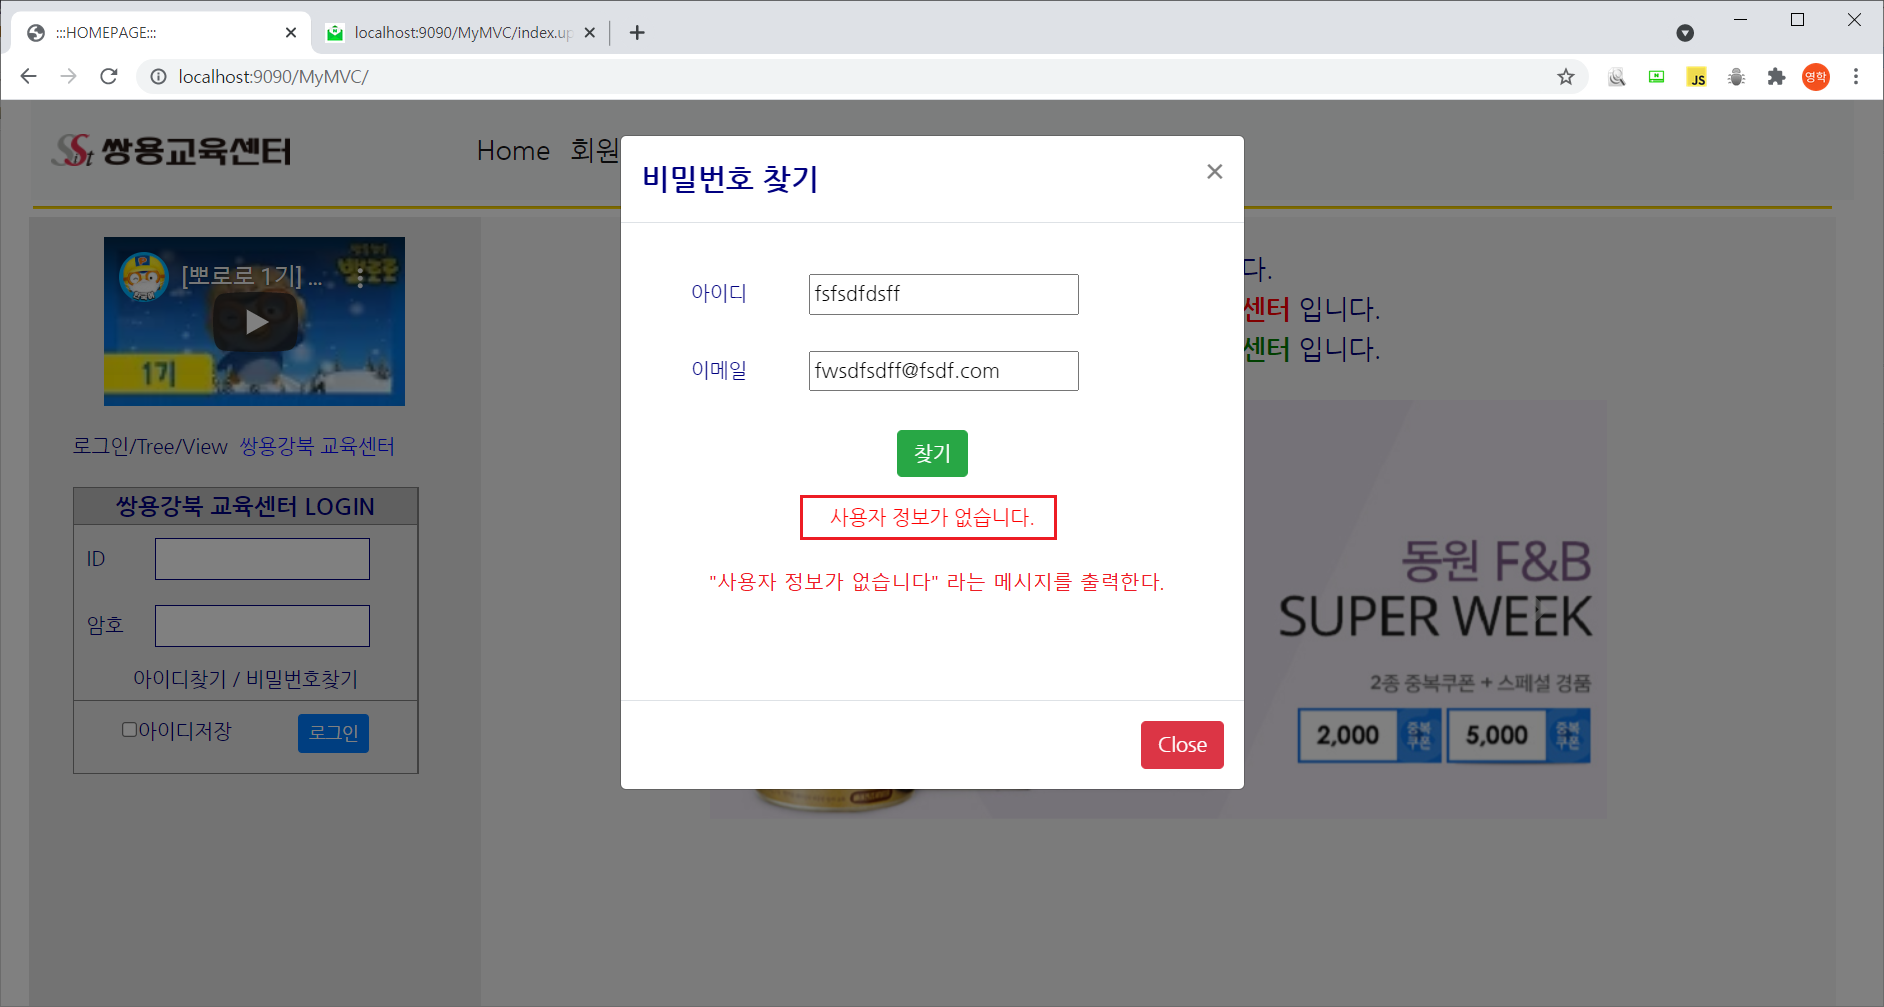 :::HOMEPAGE:::
localhost:9090/MyMVC/index.up
localhost:9090/MyMVC/
JS
영학
Sist 쌍용교육센터
Home 회원
비밀번호 찾기
×
[뽀로로 1기] ...
1기
다.
센터 입니다.
센터 입니다.
아이디 fsfsdfdsff
이메일 fwsdfsdff@fsdf.com
찾기
사용자 정보가 없습니다.
"사용자 정보가 없습니다" 라는 메시지를 출력한다.
Close
로그인/Tree/View 쌍용강북 교육센터
쌍용강북 교육센터 LOGIN
ID
암호
아이디찾기 / 비밀번호찾기
아이디저장 로그인
동원 F&B
SUPER WEEK
2종 중복쿠폰 + 스페셜 경품
2,000 중복쿠폰 5,000 중복쿠폰